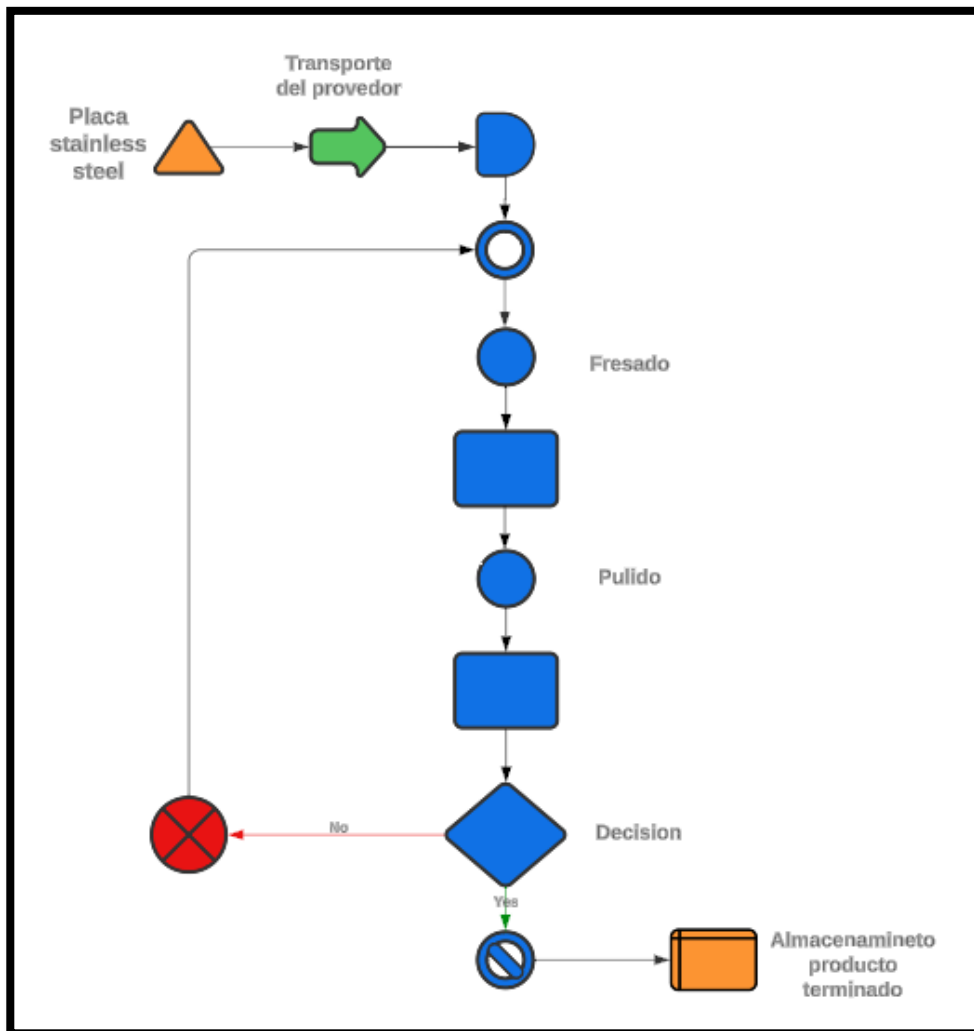 Transporte
del provedor
Placa
stainless
steel
Fresado
Pulido
No
Decision
Yes
Almacenamineto
producto
terminado